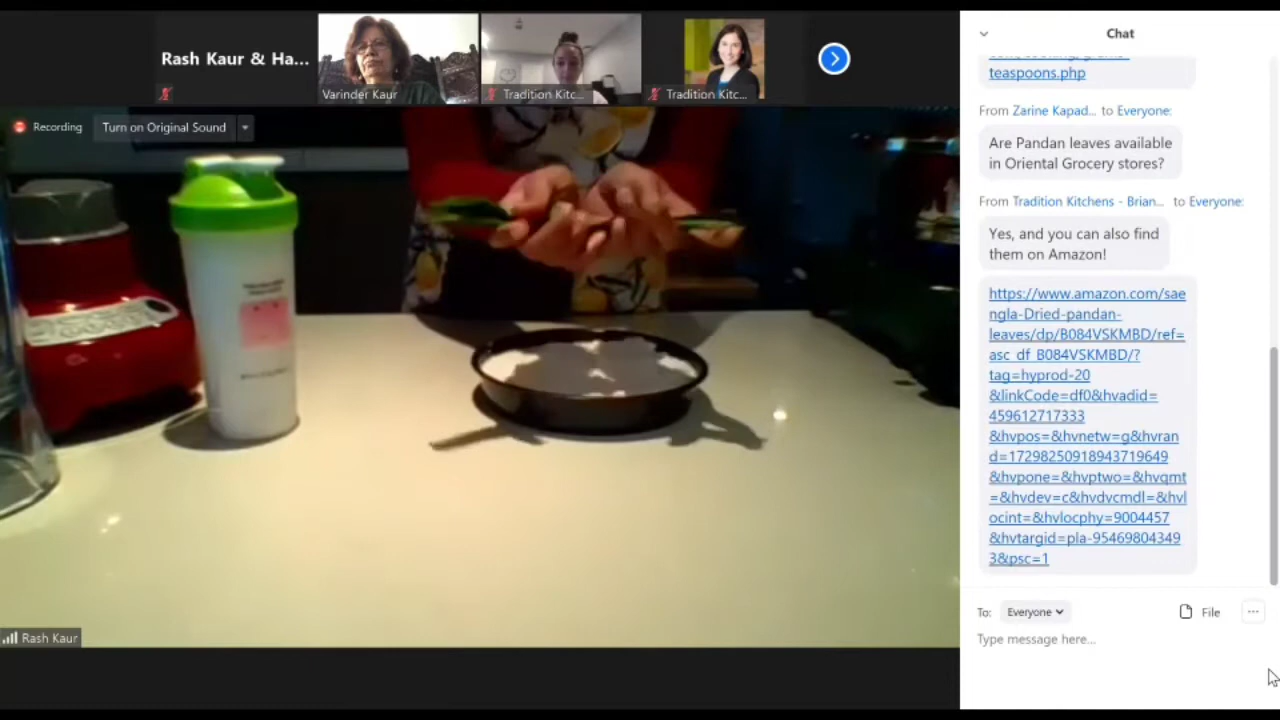 Rash Kaur & Ha...
Varinder Kaur
Tradition Kitc...
Tradition Kitc...
Recording
Turn on Original Sound
Rash Kaur
Chat
teaspoons.php
From Zarine Kapad... to Everyone:
Are Pandan leaves available
in Oriental Grocery stores?
From Tradition Kitchens - Brian... to Everyone:
Yes, and you can also find
them on Amazon!
https://www.amazon.com/sae
ngla-Dried-pandan-
leaves/dp/B084VSKMBD/ref=
asc_df_B084VSKMBD/?
tag=hyprod-20
&linkCode=df0&hvadid=
459612717333
&hvpos=&hvnetw=g&hvran
d=17298250918943719649
&hvpone=&hvptwo=&hvqmt
=&hvdev=c&hvdvcmdl=&hvl
ocint=&hvlocphy=9004457
&hvtargid=pla-95469804349
3&psc=1
To: Everyone
File
Type message here...